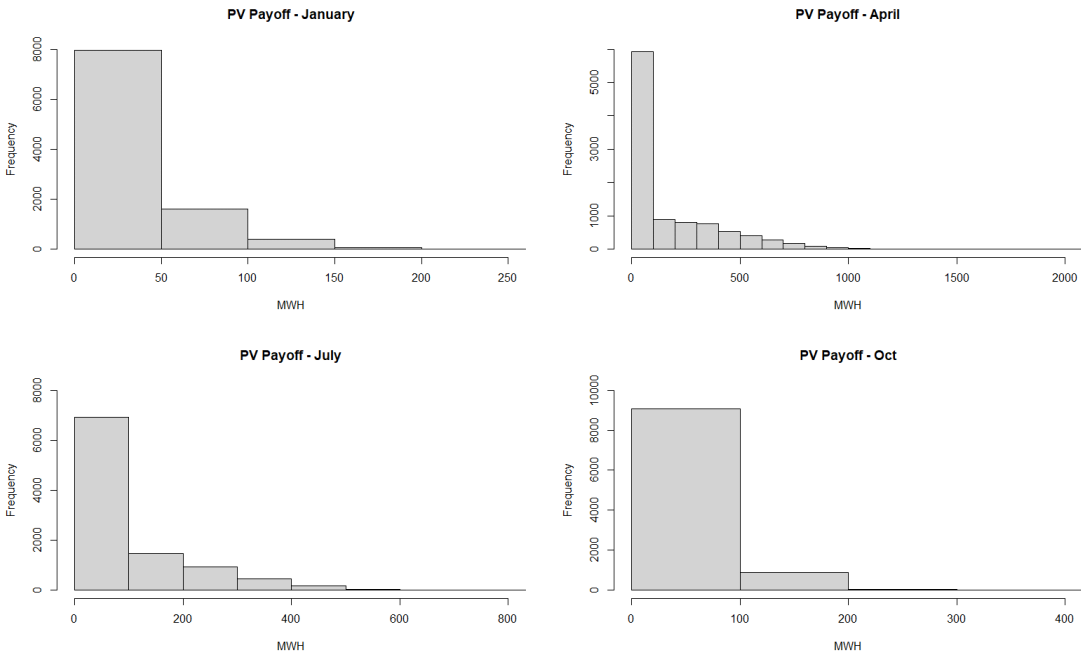 PV Payoff - January
8000
6000
4000
2000
0
Frequency
0 50 100 150 200 250
MWH
PV Payoff - April
5000
3000
1000
0
Frequency
0 500 1000 1500 2000
MWH
PV Payoff - July
8000
6000
4000
2000
0
Frequency
0 200 400 600 800
MWH
PV Payoff - Oct
10000
8000
6000
4000
2000
0
Frequency
0 100 200 300 400
MWH